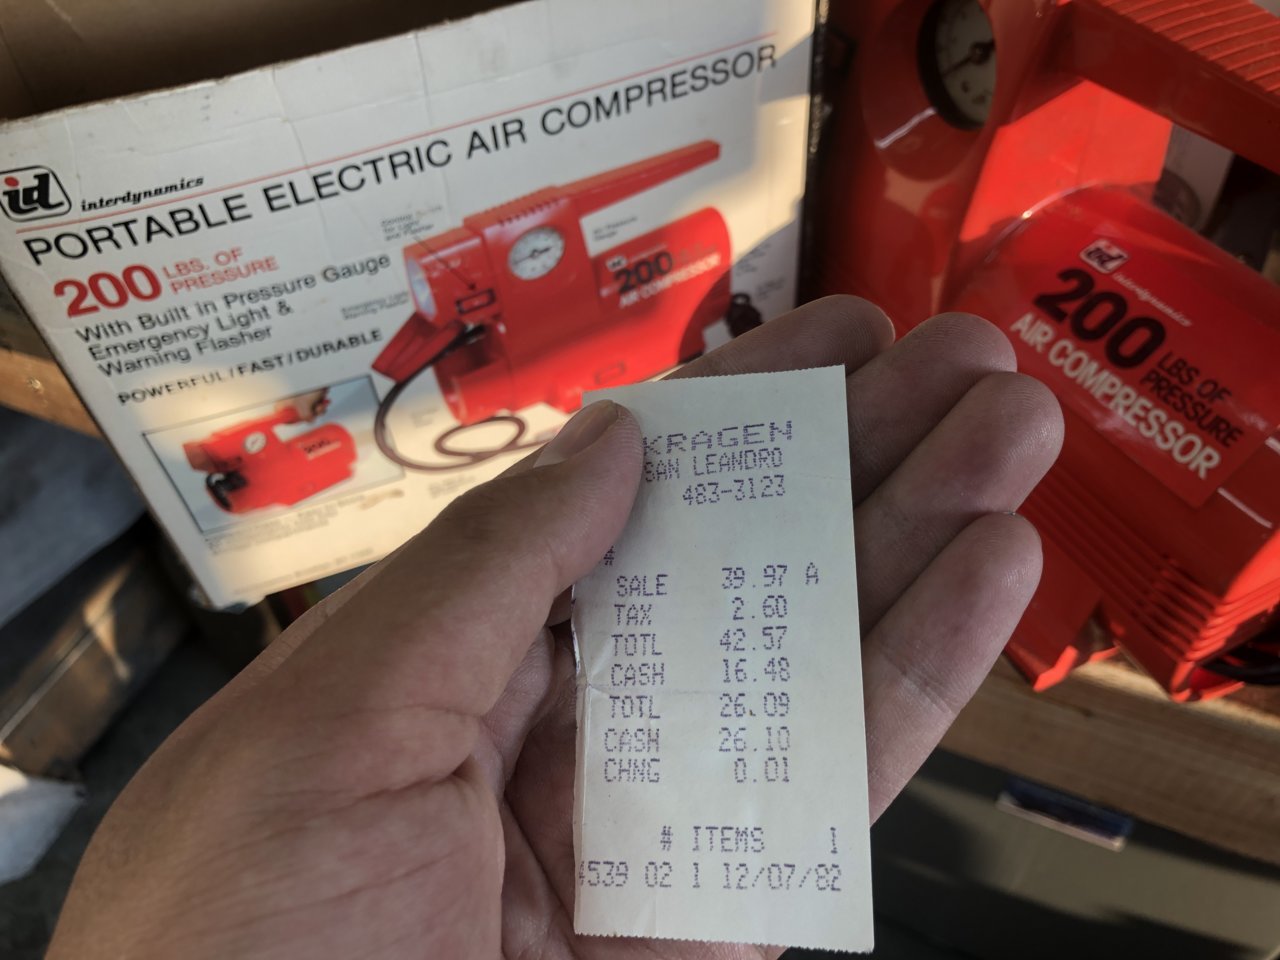 id interdynamics
PORTABLE ELECTRIC AIR COMPRESSOR
200 LBS. OF
PRESSURE
With Built in Pressure Gauge
Emergency Light &
Warning Flasher
POWERFUL/FAST/DURABLE
200
AIR COMPRESSOR
id interdynamics
200 LBS OF
PRESSURE
AIR COMPRESSOR
KRAGEN
SAN LEANDRO
483-3123
#
SALE 39.97 A
TAX 2.60
TOTL 42.57
CASH 16.48
TOTL 26.09
CASH 26.10
CHNG 0.01
# ITEMS 1
4539 02 1 12/07/82